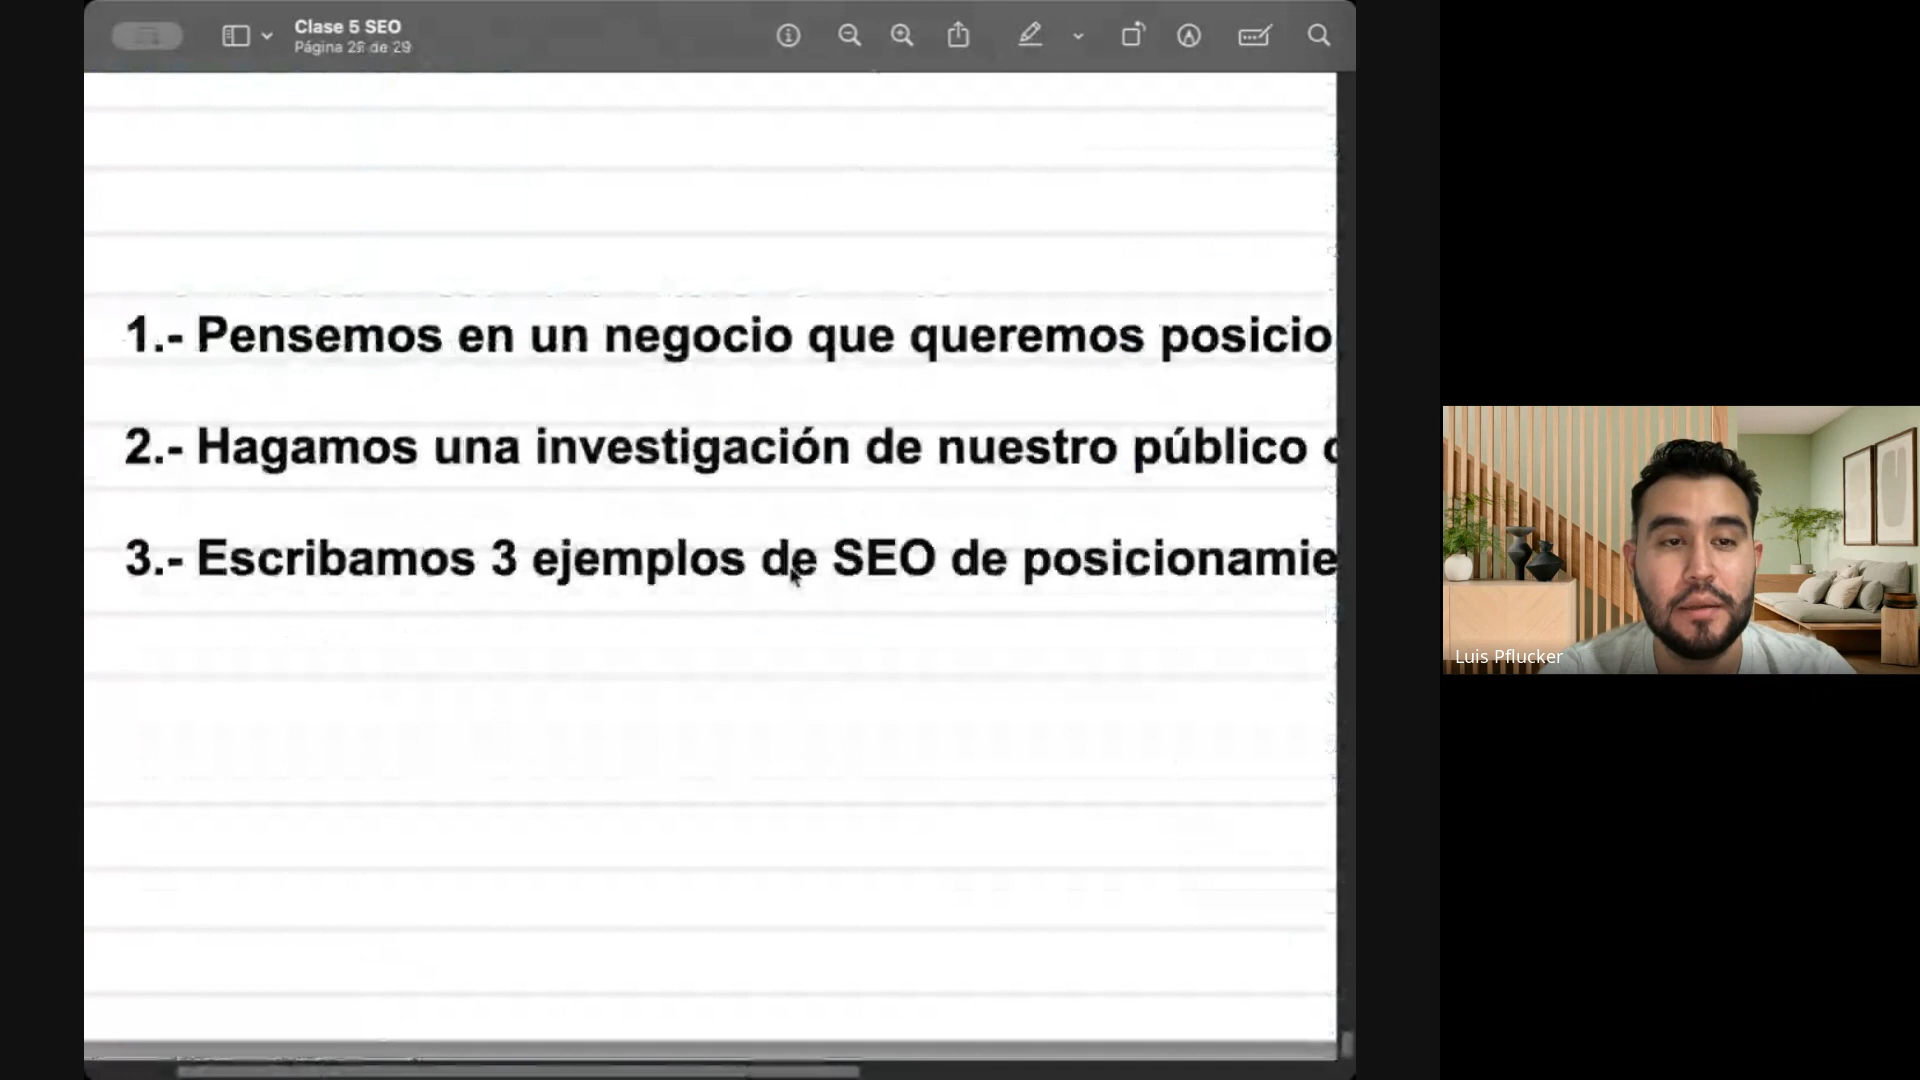 Clase 5 SEO
Página 28 de 29
1.- Pensemos en un negocio que queremos posicio
2.- Hagamos una investigación de nuestro público
3.- Escribamos 3 ejemplos de SEO de posicionamie
Luis Pflucker